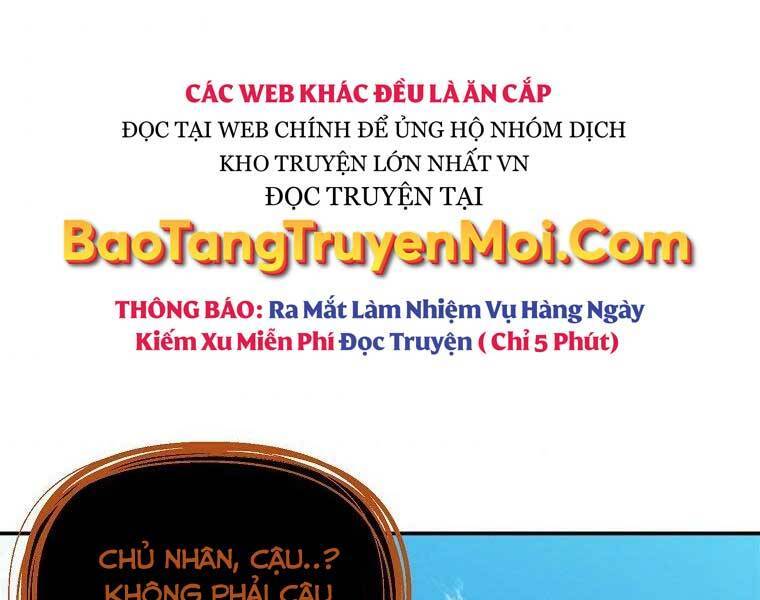 CÁC WEB KHÁC ĐỀU LÀ ĂN CẮP
ĐỌC TẠI WEB CHÍNH ĐỂ ỦNG HỘ NHÓM DỊCH
KHO TRUYỆN LỚN NHẤT VN
ĐỌC TRUYỆN TẠI
BaoTangTruyenMoi.Com
THÔNG BÁO: Ra Mắt Làm Nhiệm Vụ Hàng Ngày
Kiếm Xu Miễn Phí Đọc Truyện ( Chỉ 5 Phút)
CHỦ NHÂN, CẬU..?
KHÔNG PHẢI CẬU